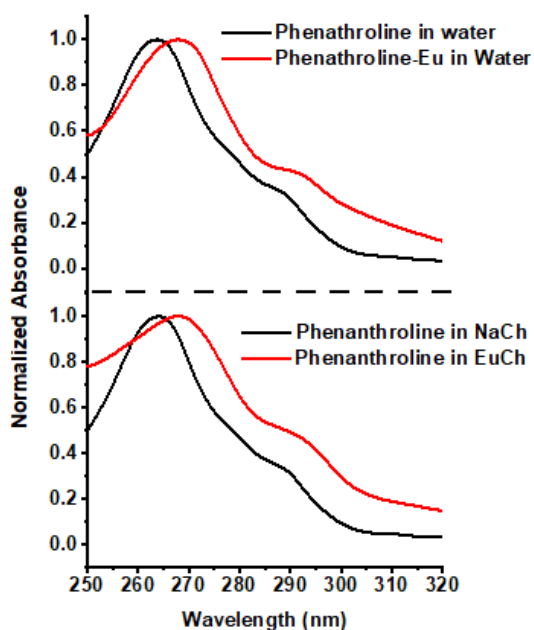 Phenathroline in water
Phenathroline-Eu in Water
1.0
0.8
0.6
0.4
0.2
0.0
Normalized Absorbance
Phenanthroline in NaCh
Phenanthroline in EuCh
1.0
0.8
0.6
0.4
0.2
0.0
250 260 270 280 290 300 310 320
Wavelength (nm)